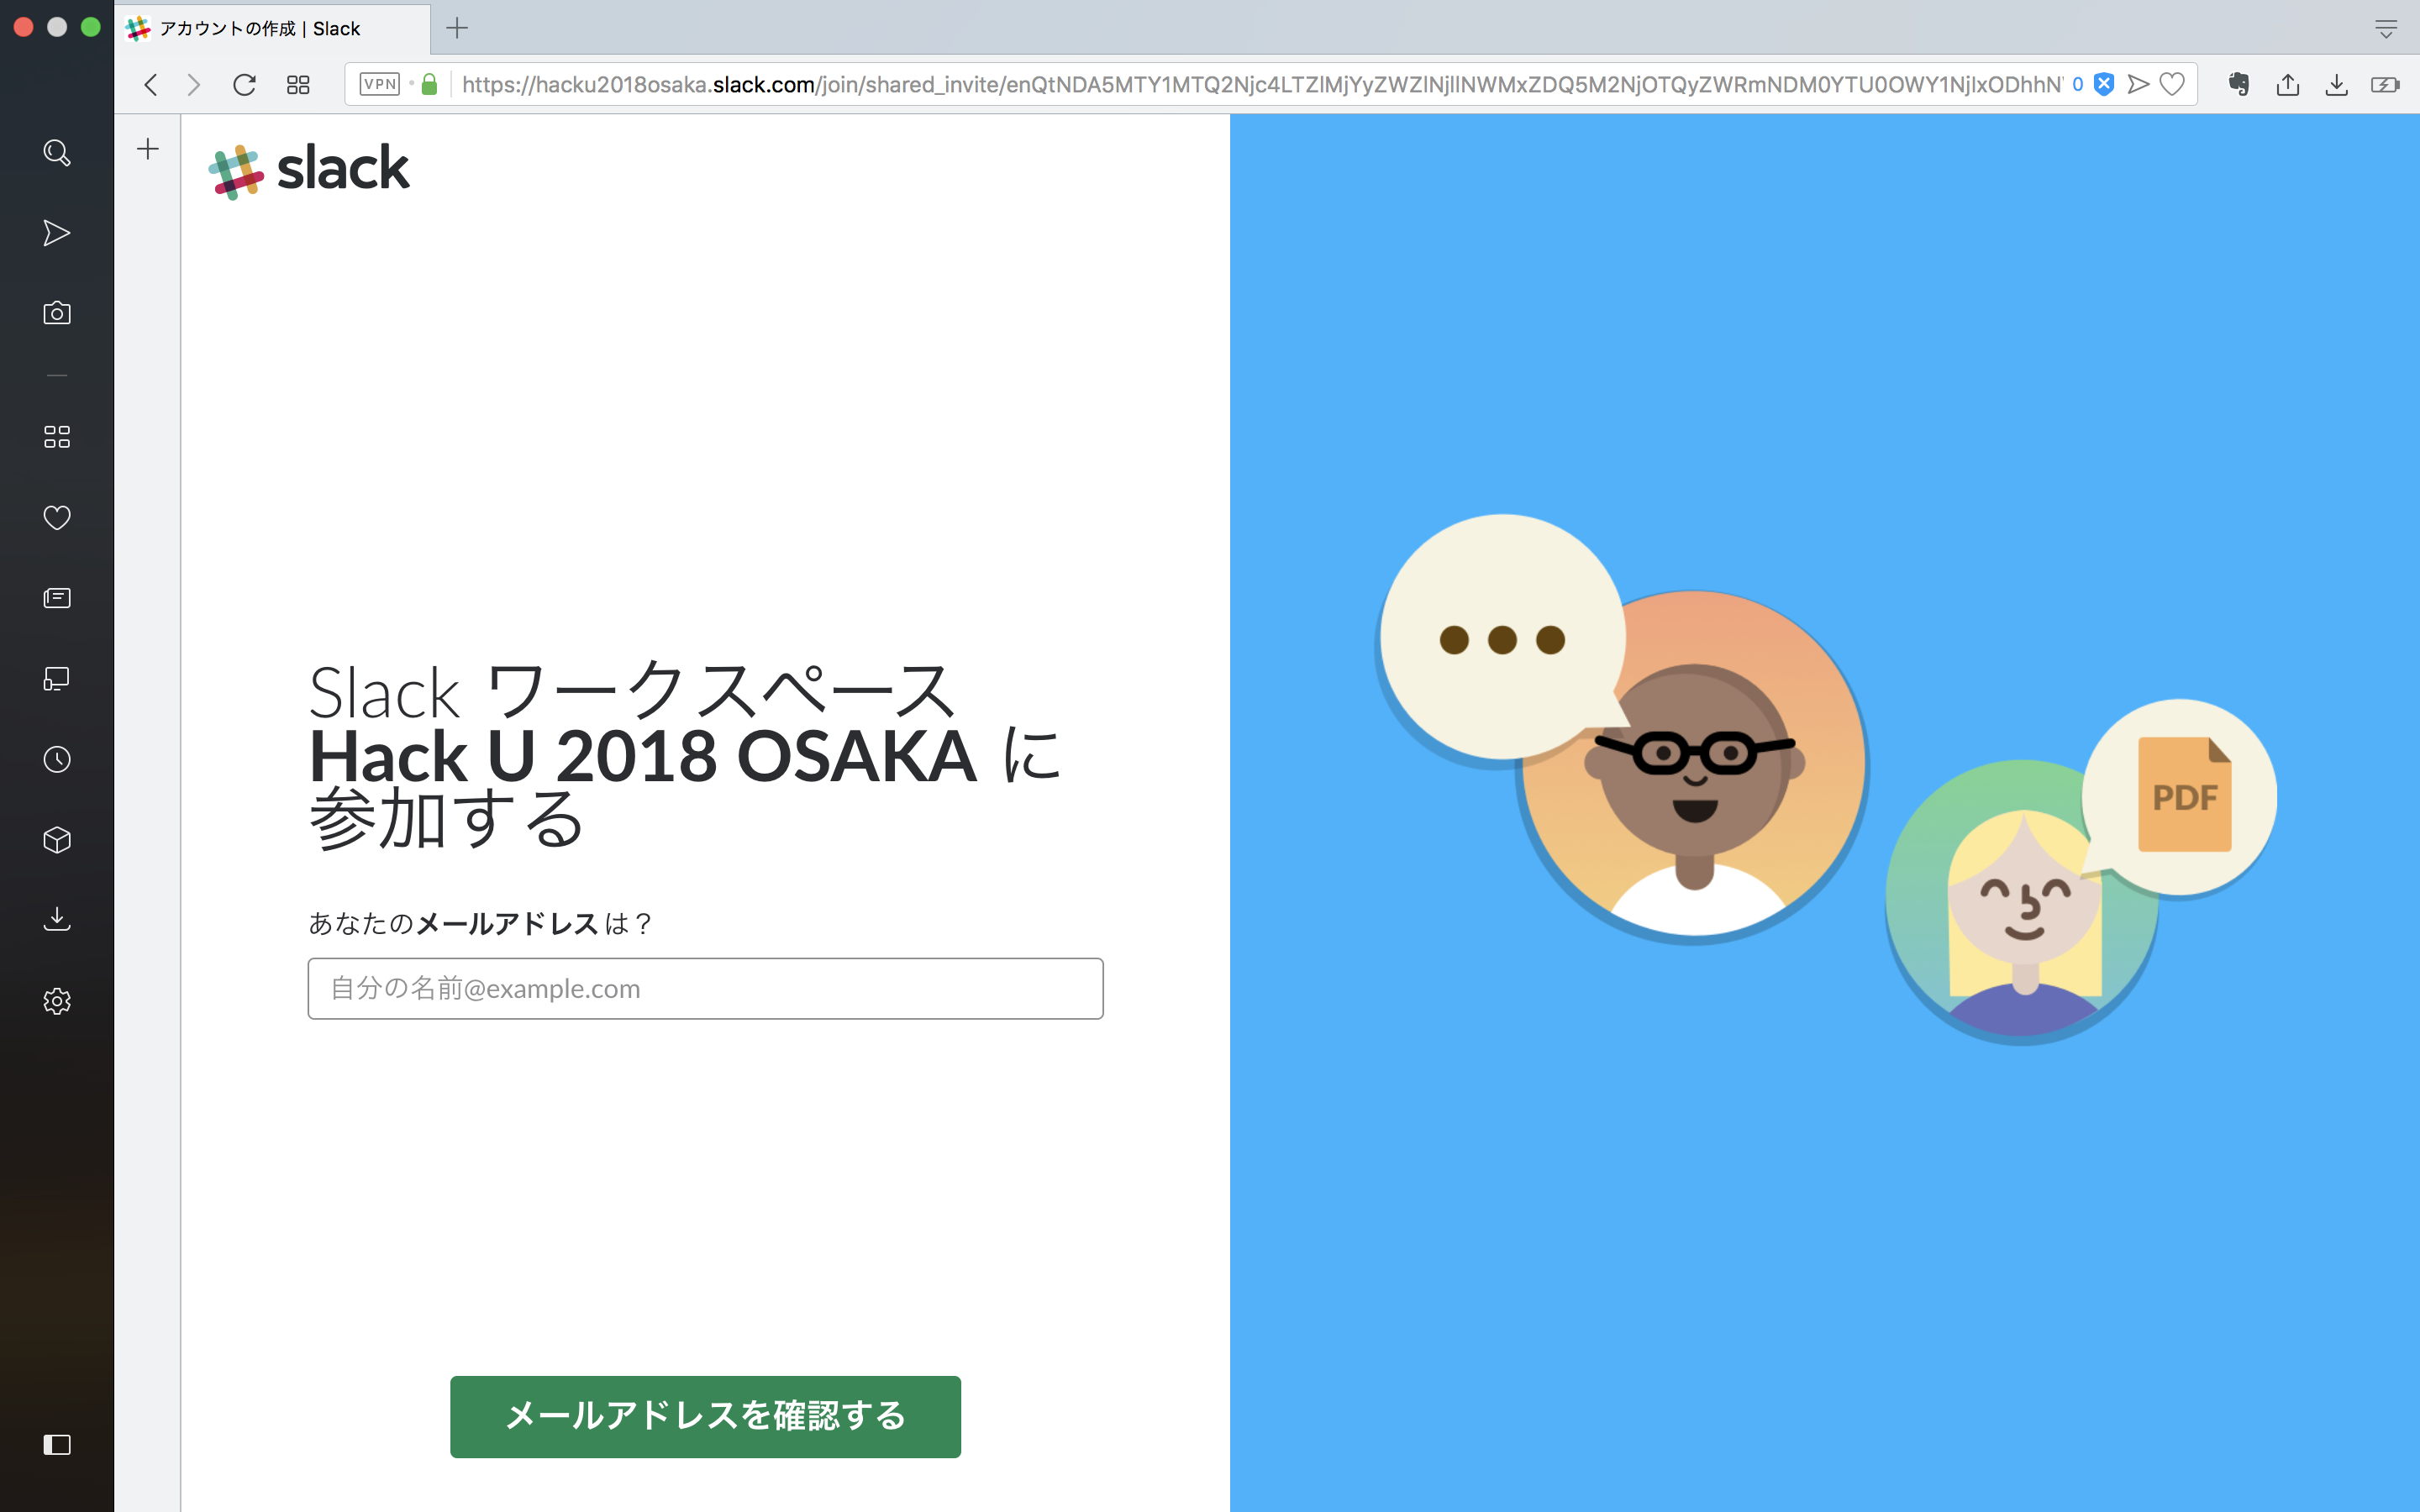 アカウントの作成 | Slack
VPN
https://hacku2018osaka.slack.com/join/shared_invite/
0
slack
Slack ワークスペース
Hack U 2018 OSAKA に
参加する
あなたのメールアドレス は？
自分の名前@example.com
メールアドレスを確認する
PDF